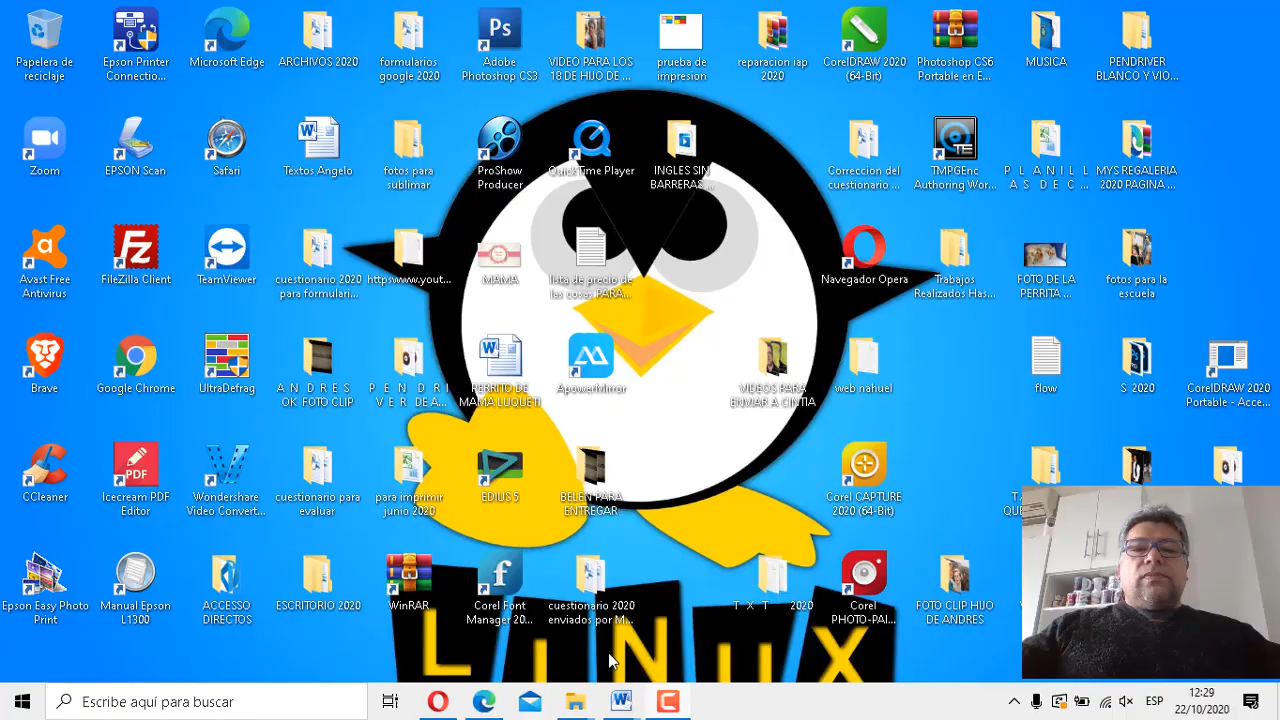 Papelera de
reciclaje
Epson Printer
Connectio...
Microsoft Edge
ARCHIVOS 2020
formularios
google 2020
Ps
Adobe
Photoshop CS3
VIDEO PARA LOS
18 DE HIJO DE ...
prueba de
impresion
reparacion iap
2020
CorelDRAW 2020
(64-Bit)
Photoshop CS6
Portable en E...
MUSICA
PENDRIVER
BLANCO Y VIO...
Zoom
EPSON Scan
Safari
Textos Angelo
fotos para
sublimar
ProShow
Producer
QuickTime Player
INGLES SIN
BARRERAS ...
Correccion del
cuestionario ...
TE
TMPGEnc
Authoring Wor...
P L A N I L L
A S D E C ...
MYS REGALERIA
2020 PAGINA ...
Avast Free
Antivirus
Fz
FileZilla Client
TeamViewer
cuestionario 2020
para formulari...
httpswww.yout...
MAMA
lista de precio de
las cosas PARA...
Navegador Opera
Trabajos
Realizados Has...
FOTO DE LA
PERRITA ...
fotos para la
escuela
Brave
Google Chrome
UltraDefrag
A N D R E S
OK FOTO CLIP
P E N D R I
V E R DE A...
PERRITO DE
MAMA LUQUETI
ApowerMirror
VIDEOS PARA
ENVIAR A CINTIA
web nahuel
flow
S 2020
CorelDRAW 2020
Portable - Acce...
CCleaner
PDF
Icecream PDF
Editor
Wondershare
Video Convert...
cuestionario para
evaluar
para imprimir
junio 2020
EDILIS 5
BELEN PARA
ENTREGAR
Corel CAPTURE
2020 (64-Bit)
Epson Easy Photo
Print
Manual Epson
L1300
ACCESSO
DIRECTOS
ESCRITORIO 2020
WinRAR
f
Corel Font
Manager 20...
cuestionario 2020
enviados por M...
T X T 2020
Corel
PHOTO-PAI...
FOTO CLIP HIJO
DE ANDRES
LiNuX
Escribe aquí para buscar
ESP
12:29
22/10/2020